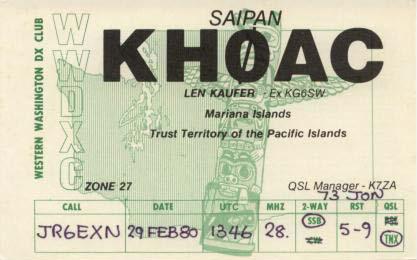 SAIPAN
KHØAC
LEN KAUFER - Ex KG6SW
Mariana Islands
Trust Territory of the Pacific Islands
WESTERN WASHINGTON DX CLUB
WWDXC
ZONE 27
QSL Manager - K7ZA
73 JON
CALL DATE UTC MHZ 2-WAY RST QSL
JR6EXN 29 FEB 80 1346 28. SSB 5-9 TNX